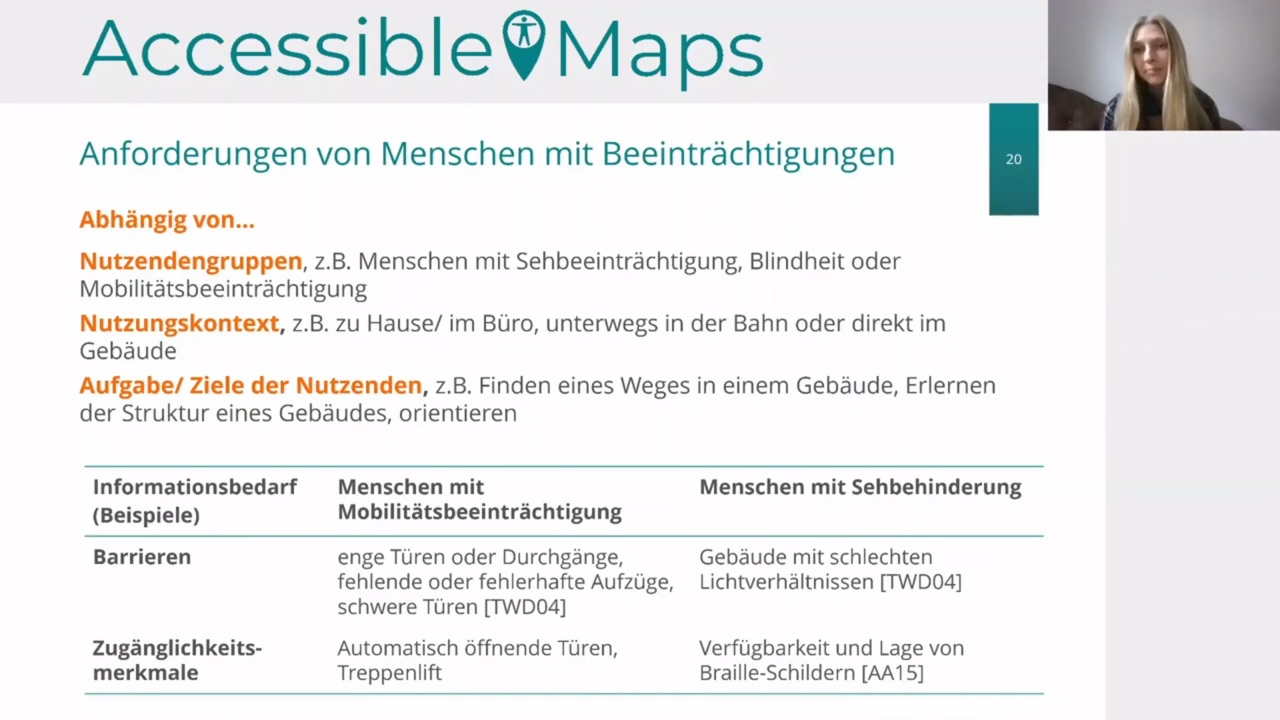 Accessible Maps
Anforderungen von Menschen mit Beeinträchtigungen
20
Abhängig von...
Nutzendengruppen, z.B. Menschen mit Sehbeeinträchtigung, Blindheit oder
Mobilitätsbeeinträchtigung
Nutzungskontext, z.B. zu Hause/ im Büro, unterwegs in der Bahn oder direkt im
Gebäude
Aufgabe/ Ziele der Nutzenden, z.B. Finden eines Weges in einem Gebäude, Erlernen
der Struktur eines Gebäudes, orientieren
Informationsbedarf
(Beispiele)
Menschen mit
Mobilitätsbeeinträchtigung
Menschen mit Sehbehinderung
Barrieren
enge Türen oder Durchgänge,
fehlende oder fehlerhafte Aufzüge,
schwere Türen [TWD04]
Gebäude mit schlechten
Lichtverhältnissen [TWD04]
Zugänglichkeits-
merkmale
Automatisch öffnende Türen,
Treppenlift
Verfügbarkeit und Lage von
Braille-Schildern [AA15]